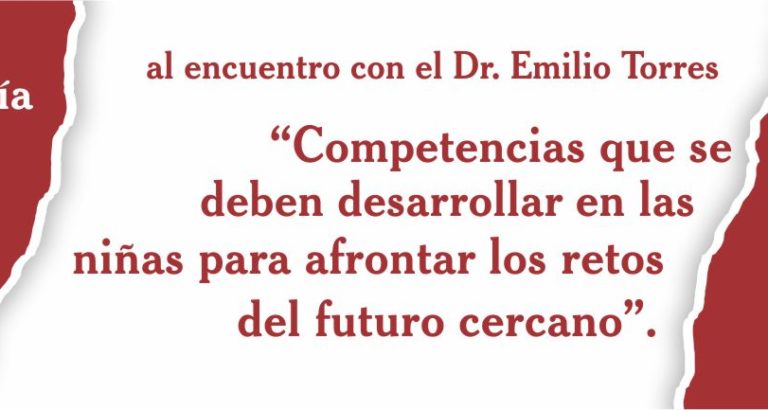 al encuentro con el Dr. Emilio Torres
ía
“Competencias que se
deben desarrollar en las
niñas para afrontar los retos
del futuro cercano”.